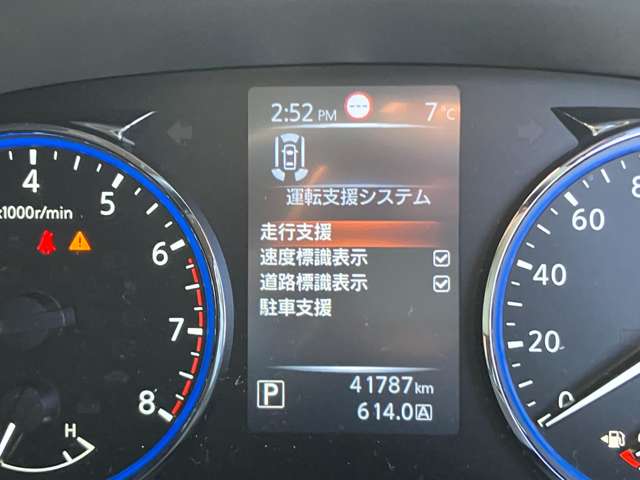 2:52 PM --- 7°C
運転支援システム
走行支援
速度標識表示
道路標識表示
駐車支援
P 41787 km
614.0 A
4
5
x1000r/min
6
7
8
H
60
40
20
0